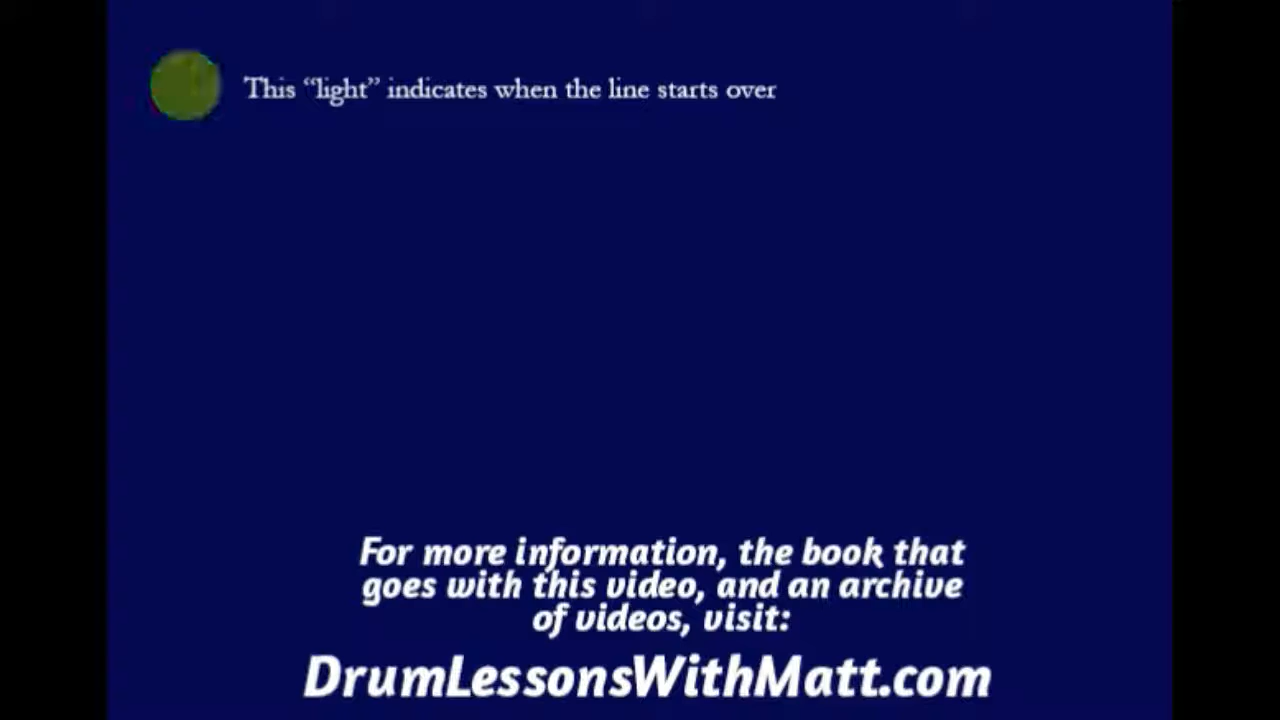 This “light” indicates when the line starts over
For more information, the book that
goes with this video, and an archive
of videos, visit:
DrumLessonsWithMatt.com